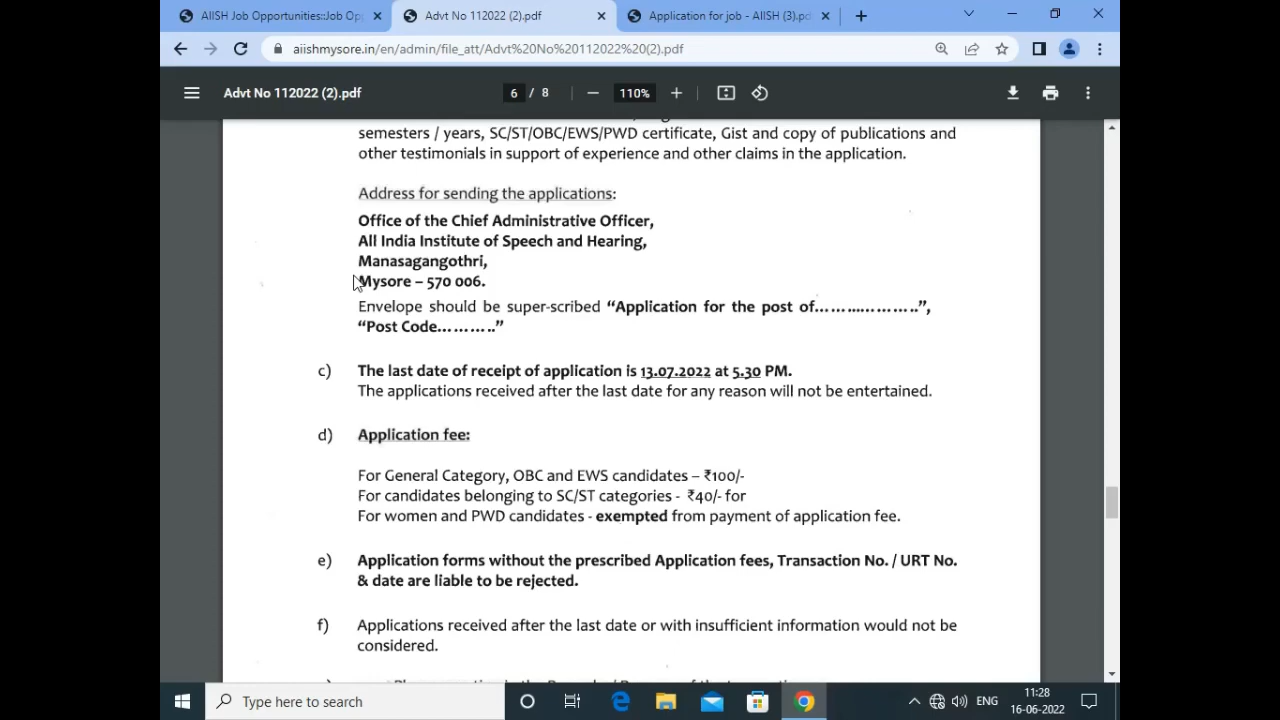 AIISH Job Opportunities::Job Op
Advt No 112022 (2).pdf
Application for job - AIISH (3).pd
aiishmysore.in/en/admin/file_att/Advt%20No%20112022%20(2).pdf
Advt No 112022 (2).pdf
6 / 8
110%
semesters / years, SC/ST/OBC/EWS/PWD certificate, Gist and copy of publications and
other testimonials in support of experience and other claims in the application.
Address for sending the applications:
Office of the Chief Administrative Officer,
All India Institute of Speech and Hearing,
Manasagangothri,
Mysore – 570 006.
Envelope should be super-scribed “Application for the post of………..………..”,
“Post Code………..”
c) The last date of receipt of application is 13.07.2022 at 5.30 PM.
The applications received after the last date for any reason will not be entertained.
d) Application fee:
For General Category, OBC and EWS candidates – ₹100/-
For candidates belonging to SC/ST categories - ₹40/- for
For women and PWD candidates - exempted from payment of application fee.
e) Application forms without the prescribed Application fees, Transaction No. / URT No.
& date are liable to be rejected.
f) Applications received after the last date or with insufficient information would not be
considered.
Type here to search
ENG
11:28
16-06-2022